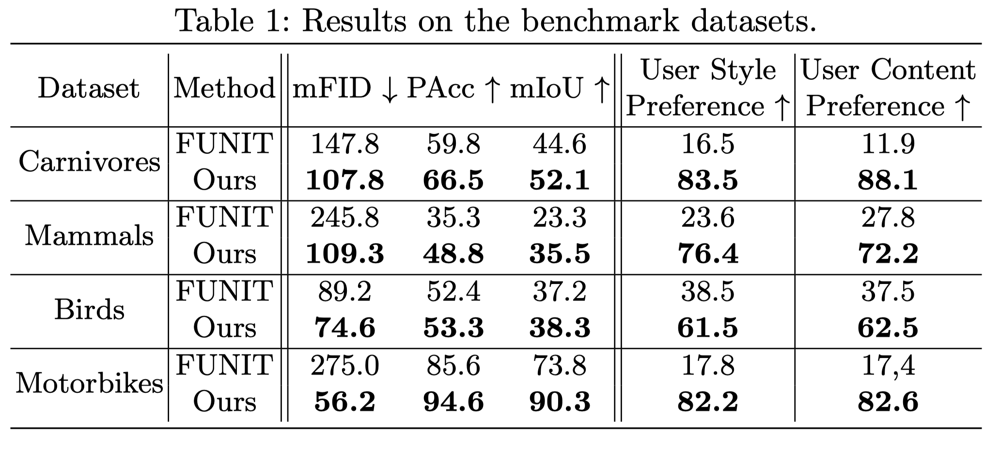 Table 1: Results on the benchmark datasets.
Dataset Method mFID ↓ PAcc ↑ mIoU ↑ User Style Preference ↑ User Content Preference ↑
Carnivores FUNIT 147.8 59.8 44.6 16.5 11.9
Ours 107.8 66.5 52.1 83.5 88.1
Mammals FUNIT 245.8 35.3 23.3 23.6 27.8
Ours 109.3 48.8 35.5 76.4 72.2
Birds FUNIT 89.2 52.4 37.2 38.5 37.5
Ours 74.6 53.3 38.3 61.5 62.5
Motorbikes FUNIT 275.0 85.6 73.8 17.8 17,4
Ours 56.2 94.6 90.3 82.2 82.6